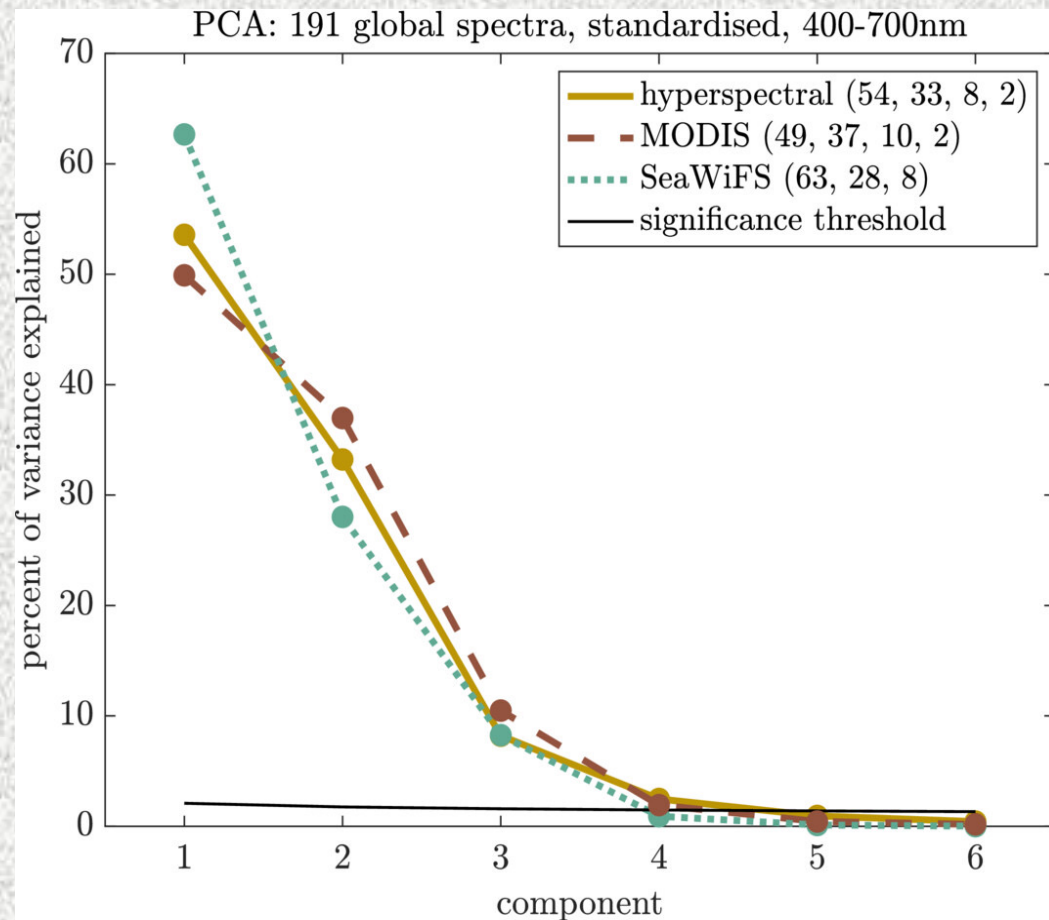 PCA: 191 global spectra, standardised, 400-700nm
70
60
50
40
30
20
10
0
percent of variance explained
hyperspectral (54, 33, 8, 2)
MODIS (49, 37, 10, 2)
SeaWiFS (63, 28, 8)
significance threshold
1 2 3 4 5 6
component